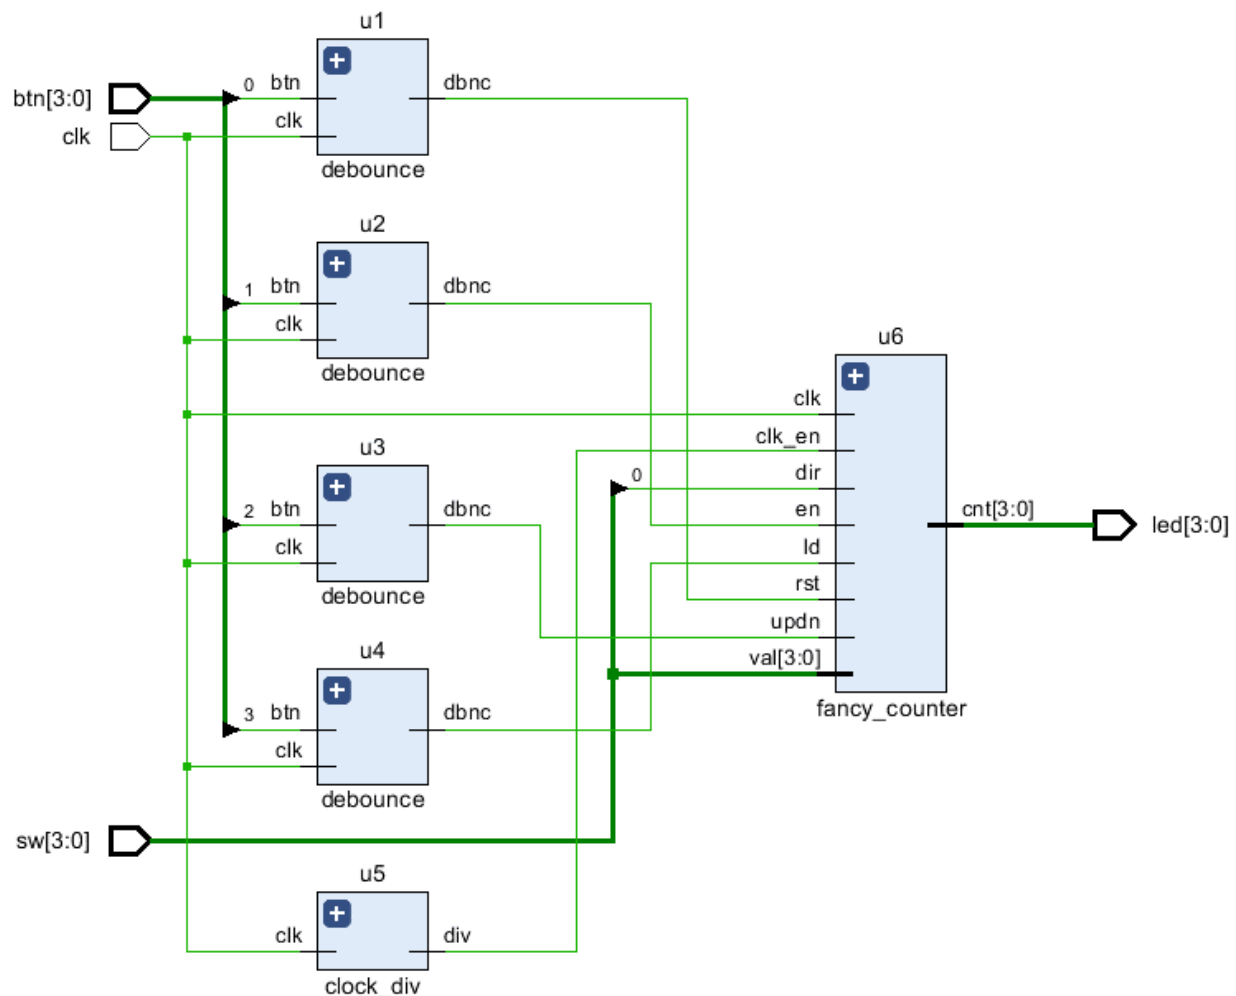 u1
btn[3:0]
0 btn
dbnc
clk
clk
debounce
u2
1 btn
dbnc
clk
debounce
u3
2 btn
dbnc
clk
debounce
u4
3 btn
dbnc
clk
debounce
sw[3:0]
u5
clk
div
clock_div
u6
clk
clk_en
0 dir
en
ld
rst
updn
val[3:0]
cnt[3:0]
led[3:0]
fancy_counter